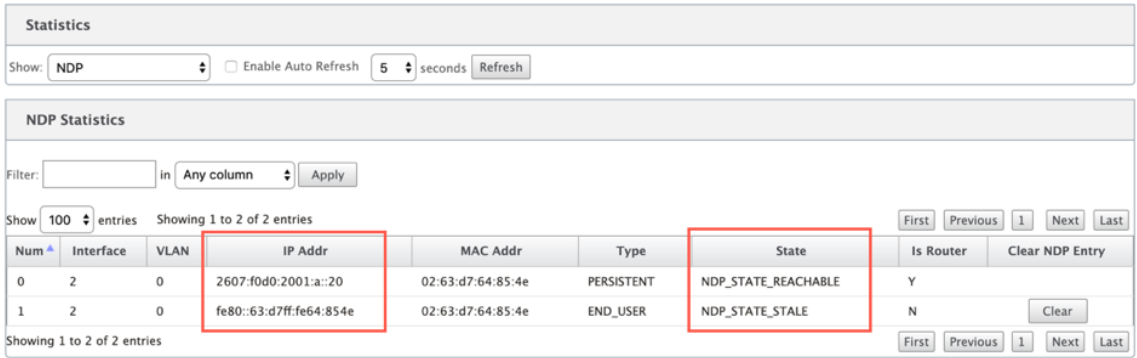 Statistics
Show: NDP Enable Auto Refresh 5 seconds Refresh
NDP Statistics
Filter: in Any column Apply
Show 100 entries Showing 1 to 2 of 2 entries First Previous 1 Next Last
Num Interface VLAN IP Addr MAC Addr Type State Is Router Clear NDP Entry
0 2 0 2607:f0d0:2001:a::20 02:63:d7:64:85:4e PERSISTENT NDP_STATE_REACHABLE Y
1 2 0 fe80::63:d7ff:fe64:854e 02:63:d7:64:85:4e END_USER NDP_STATE_STALE N Clear
Showing 1 to 2 of 2 entries First Previous 1 Next Last